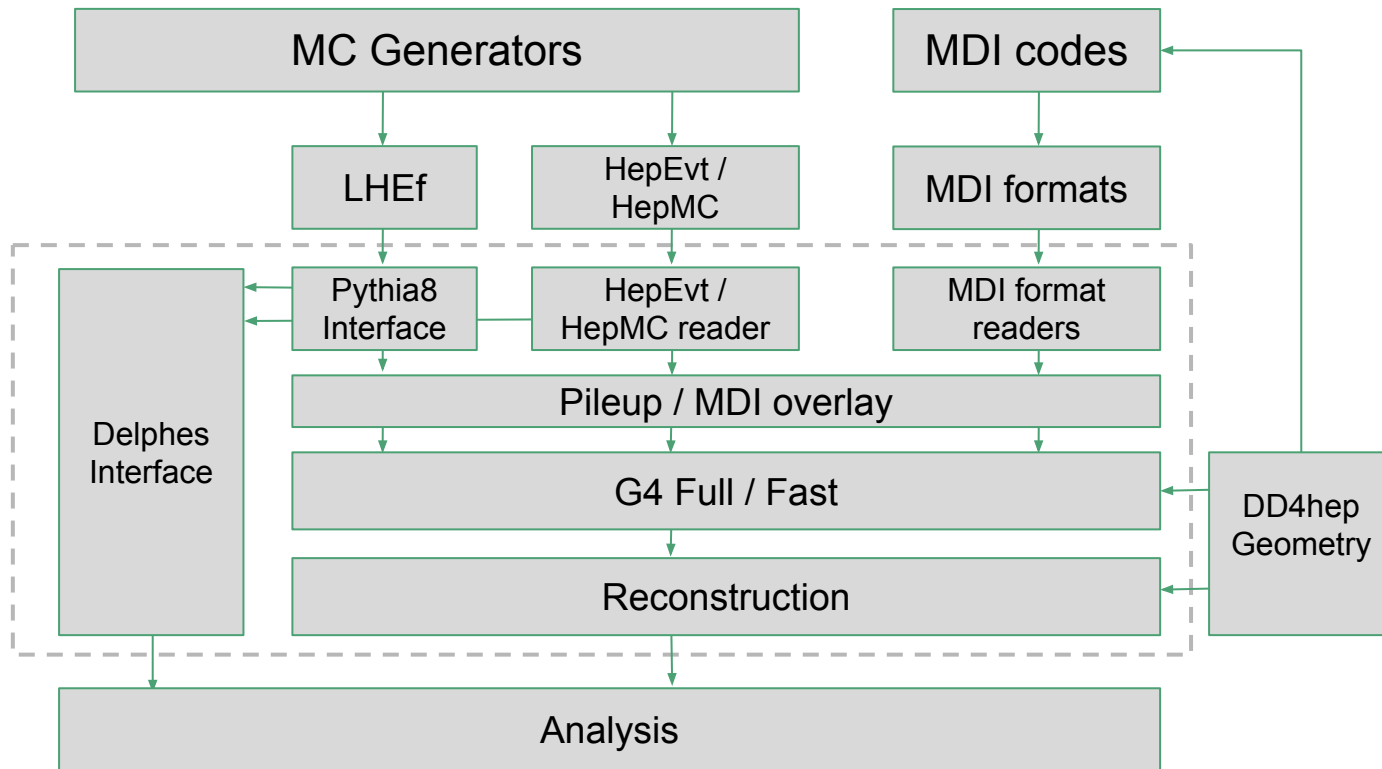 MC Generators
MDI codes
LHEf
HepEvt /
HepMC
MDI formats
Pythia8
Interface
HepEvt /
HepMC reader
MDI format
readers
Pileup / MDI overlay
Delphes
Interface
G4 Full / Fast
DD4hep
Geometry
Reconstruction
Analysis